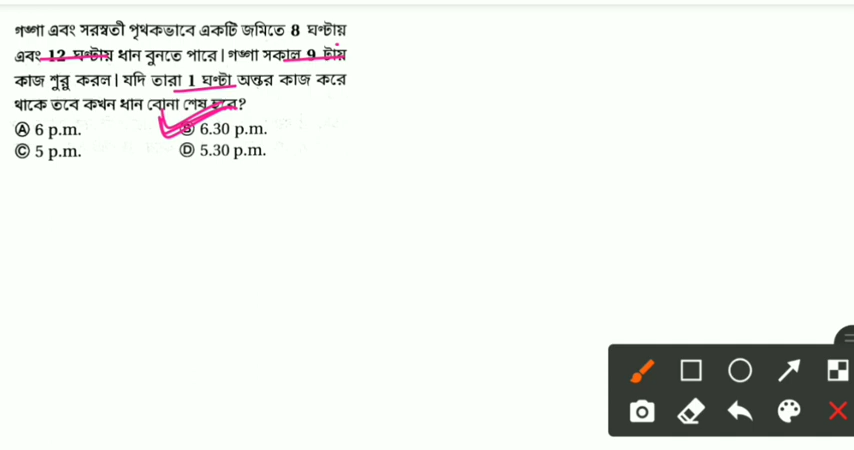 গঙ্গা এবং সরস্বতী পৃথকভাবে একটি জমিতে 8 ঘণ্টায়
এবং 12 ঘণ্টায় ধান বুনতে পারে। গঙ্গা সকাল 9 টায়
কাজ শুরু করল। যদি তারা 1 ঘণ্টা অন্তর কাজ করে
থাকে তবে কখন ধান বোনা শেষ হবে?
Ⓐ 6 p.m. Ⓑ 6.30 p.m.
Ⓒ 5 p.m. Ⓓ 5.30 p.m.